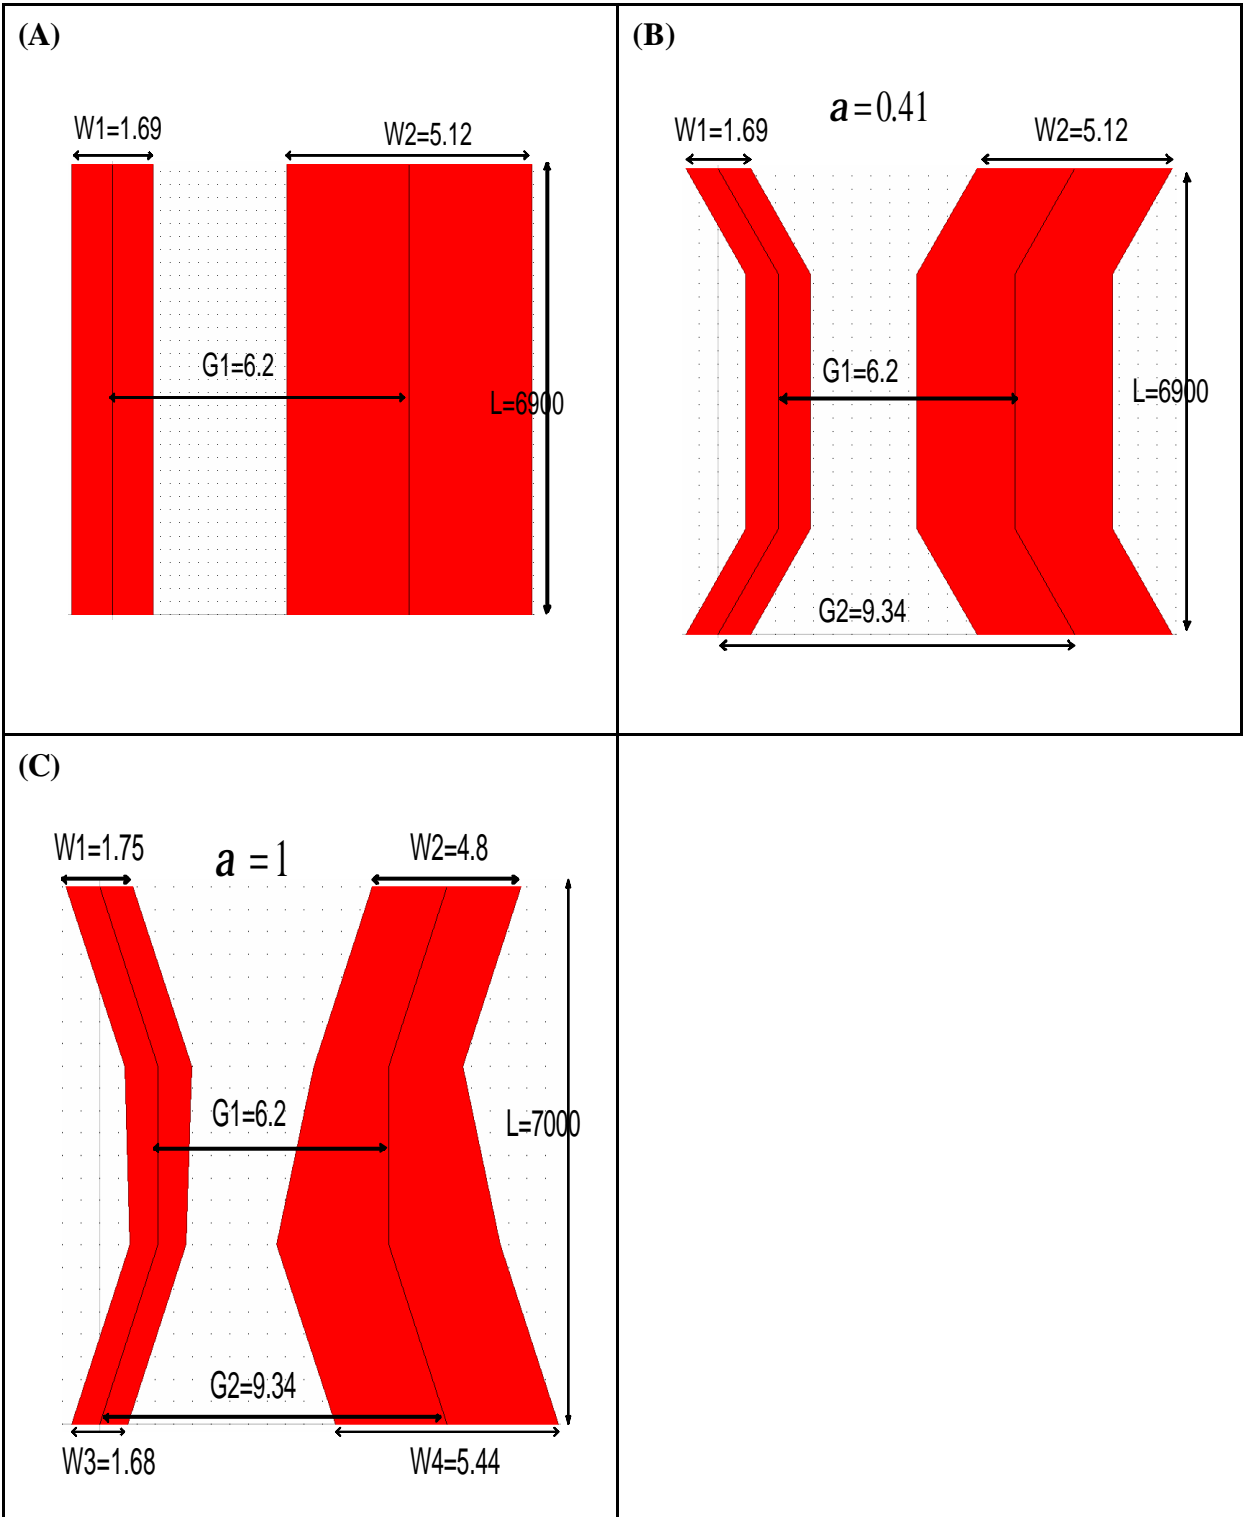 (A)
W1=1.69
W2=5.12
G1=6.2
L=6900
(B)
a=0.41
W1=1.69
W2=5.12
G1=6.2
L=6900
G2=9.34
(C)
W1=1.75
a =1
W2=4.8
G1=6.2
L=7000
G2=9.34
W3=1.68
W4=5.44